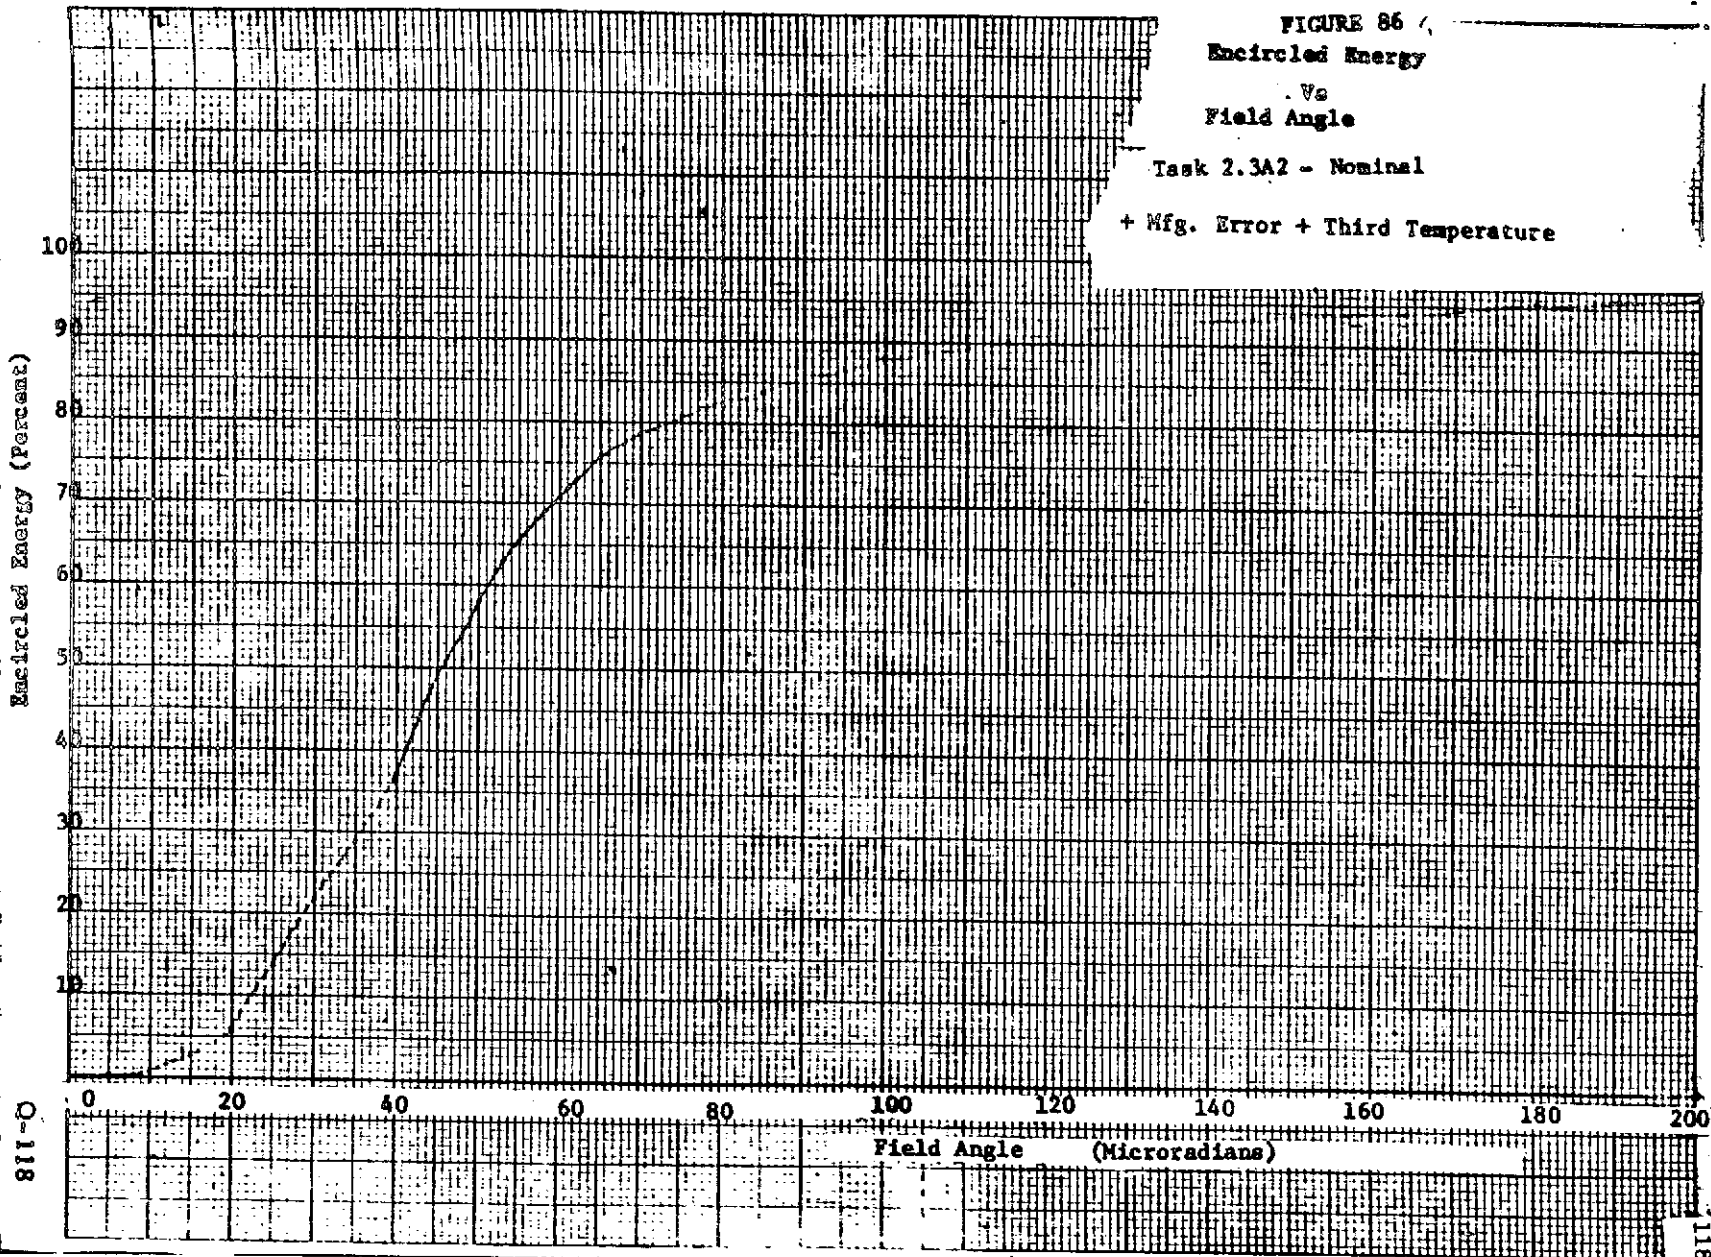 FIGURE 86
Encircled Energy
Vs
Field Angle
Task 2.3A2 - Nominal
+ Mfg. Error + Third Temperature
Encircled Energy (Percent)
100
90
80
70
60
50
40
30
20
10
0 20 40 60 80 100 120 140 160 180 200
Field Angle (Microradians)
Q-118
118